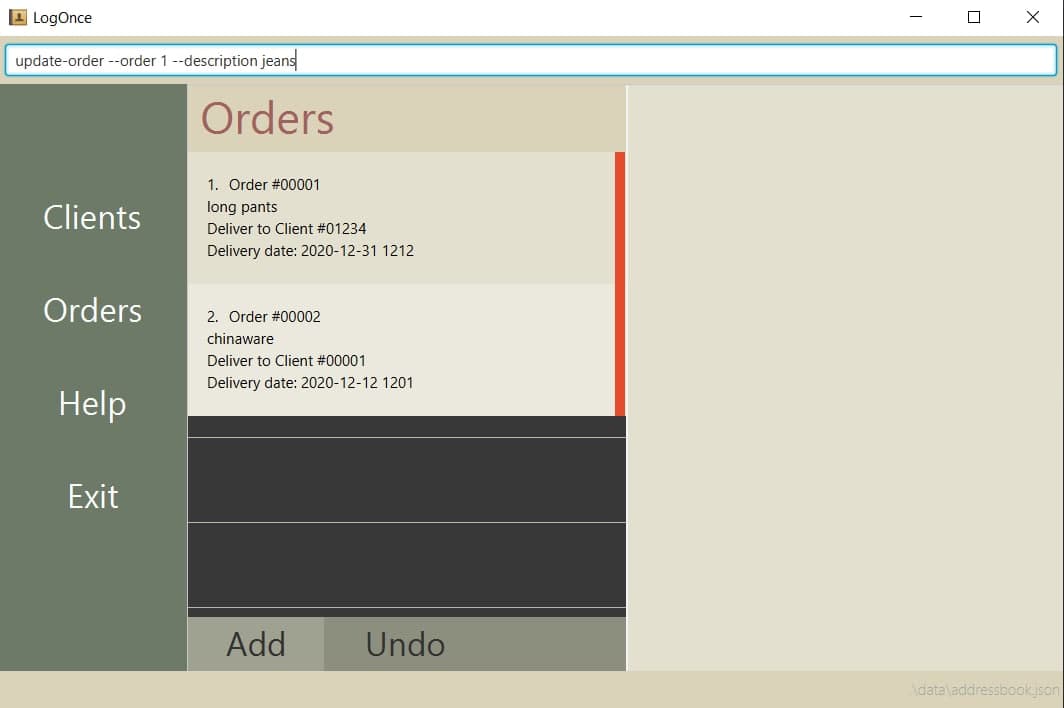 LogOnce
update-order --order 1 --description jeans
Clients
Orders
Help
Exit
Orders
1. Order #00001
long pants
Deliver to Client #01234
Delivery date: 2020-12-31 1212
2. Order #00002
chinaware
Deliver to Client #00001
Delivery date: 2020-12-12 1201
Add Undo
.\data\addressbook.json